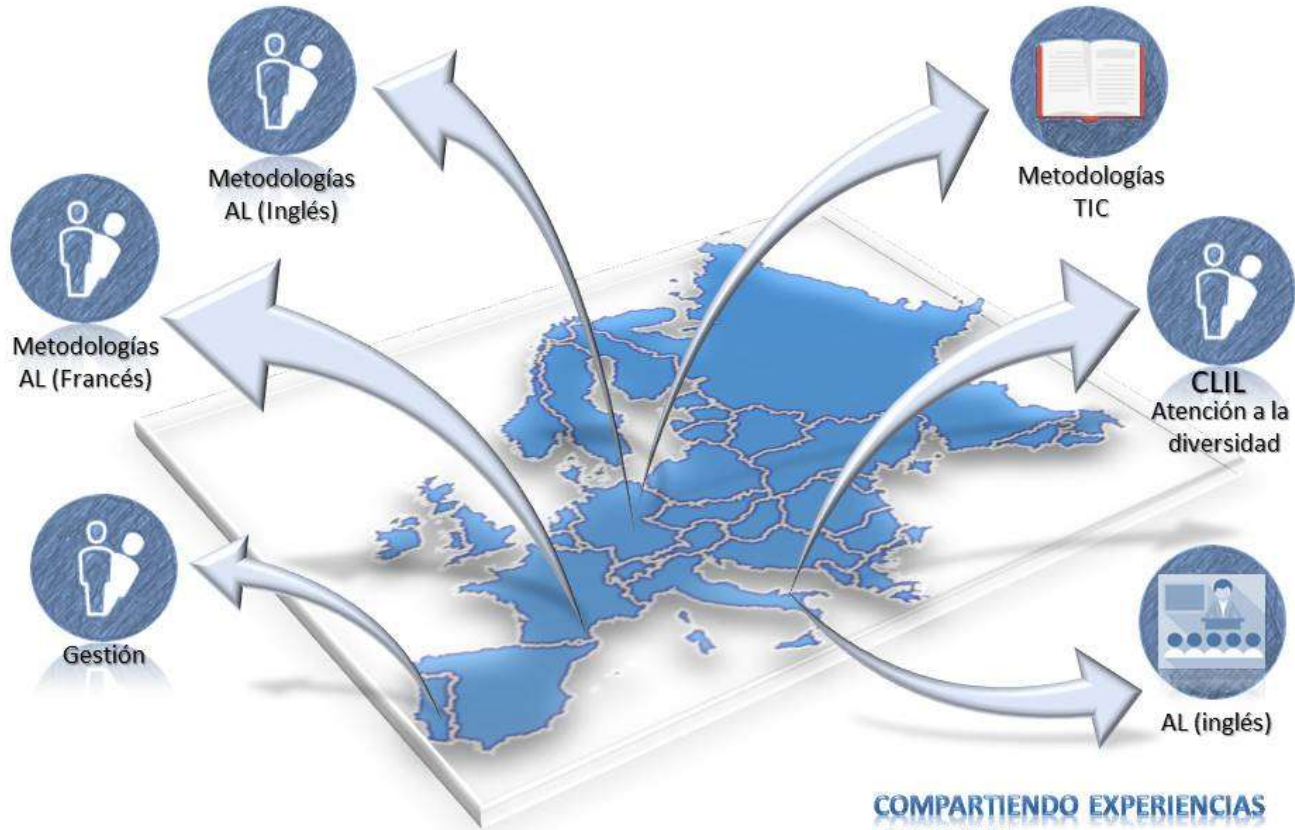 Metodologías
AL (Inglés)
Metodologías
TIC
Metodologías
AL (Francés)
CLIL
Atención a la
diversidad
Gestión
AL (inglés)
COMPARTIENDO EXPERIENCIAS